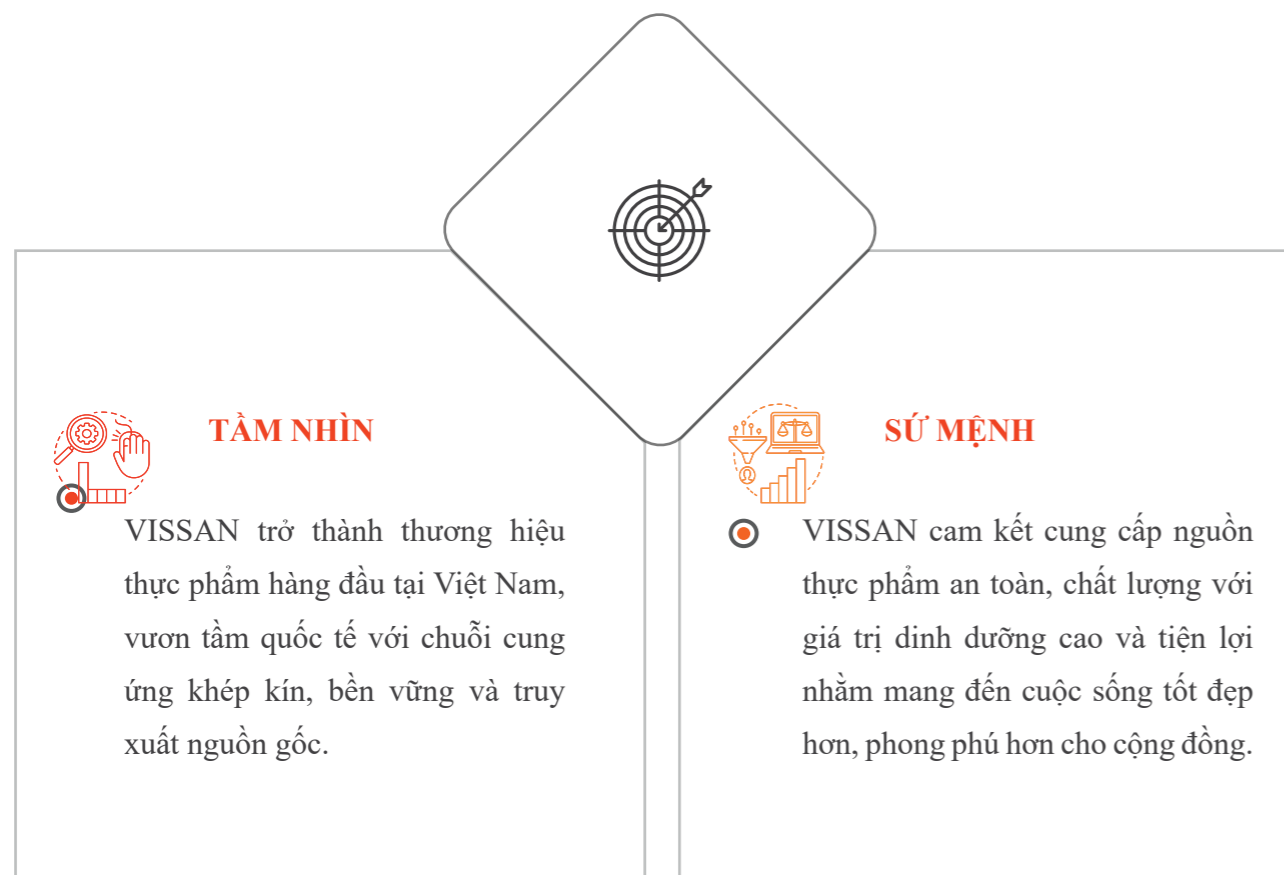 TẦM NHÌN
VISSAN trở thành thương hiệu
thực phẩm hàng đầu tại Việt Nam,
vươn tầm quốc tế với chuỗi cung
ứng khép kín, bền vững và truy
xuất nguồn gốc.
SỨ MỆNH
VISSAN cam kết cung cấp nguồn
thực phẩm an toàn, chất lượng với
giá trị dinh dưỡng cao và tiện lợi
nhằm mang đến cuộc sống tốt đẹp
hơn, phong phú hơn cho cộng đồng.